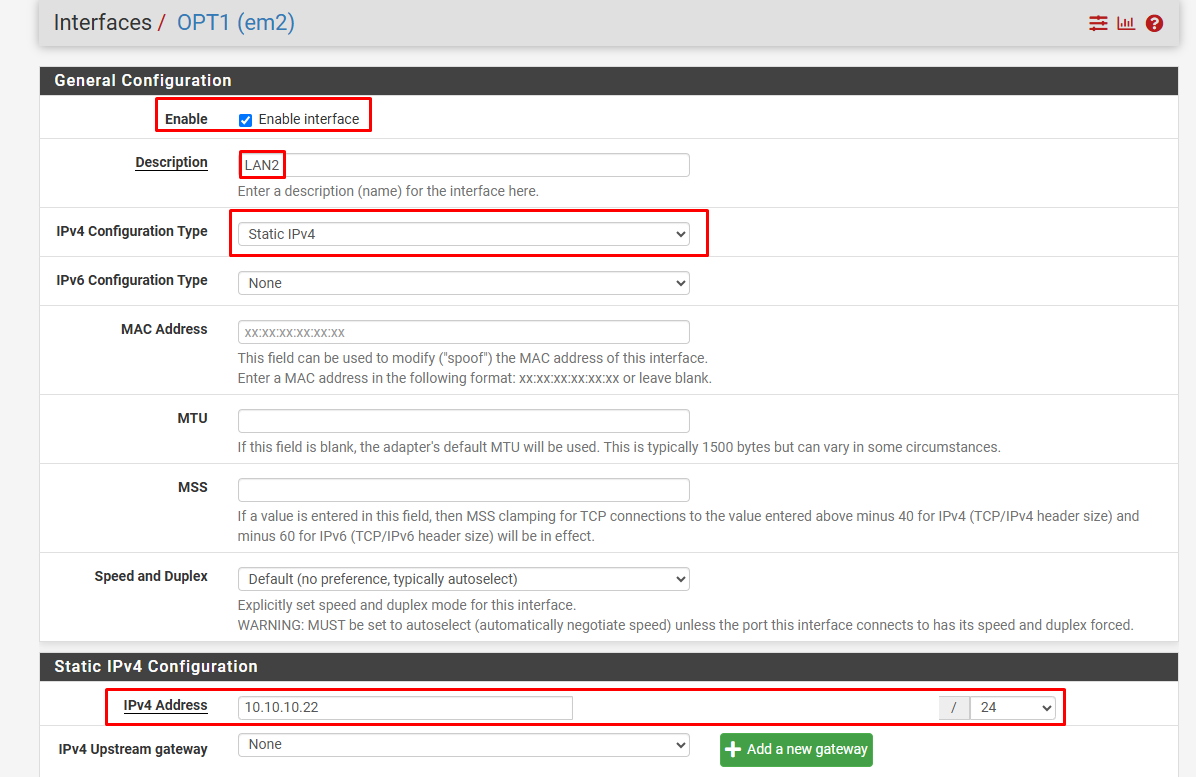 Interfaces / OPT1 (em2)
General Configuration
Enable Enable interface
Description LAN2
Enter a description (name) for the interface here.
IPv4 Configuration Type Static IPv4
IPv6 Configuration Type None
MAC Address xx:xx:xx:xx:xx:xx
This field can be used to modify ("spoof") the MAC address of this interface.
Enter a MAC address in the following format: xx:xx:xx:xx:xx:xx or leave blank.
MTU
If this field is blank, the adapter's default MTU will be used. This is typically 1500 bytes but can vary in some circumstances.
MSS
If a value is entered in this field, then MSS clamping for TCP connections to the value entered above minus 40 for IPv4 (TCP/IPv4 header size) and
minus 60 for IPv6 (TCP/IPv6 header size) will be in effect.
Speed and Duplex Default (no preference, typically autoselect)
Explicitly set speed and duplex mode for this interface.
WARNING: MUST be set to autoselect (automatically negotiate speed) unless the port this interface connects to has its speed and duplex forced.
Static IPv4 Configuration
IPv4 Address 10.10.10.22 / 24
IPv4 Upstream gateway None Add a new gateway